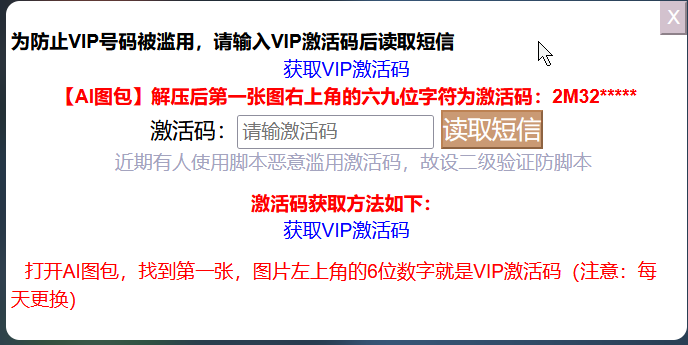 X
为防止VIP号码被滥用，请输入VIP激活码后读取短信
获取VIP激活码
【AI图包】解压后第一张图右上角的六九位字符为激活码：2M32*****
激活码：请输入激活码 读取短信
近期有人使用脚本恶意滥用激活码，故设二级验证防脚本
激活码获取方法如下：
获取VIP激活码
打开AI图包，找到第一张，图片左上角的6位数字就是VIP激活码（注意：每
天更换）